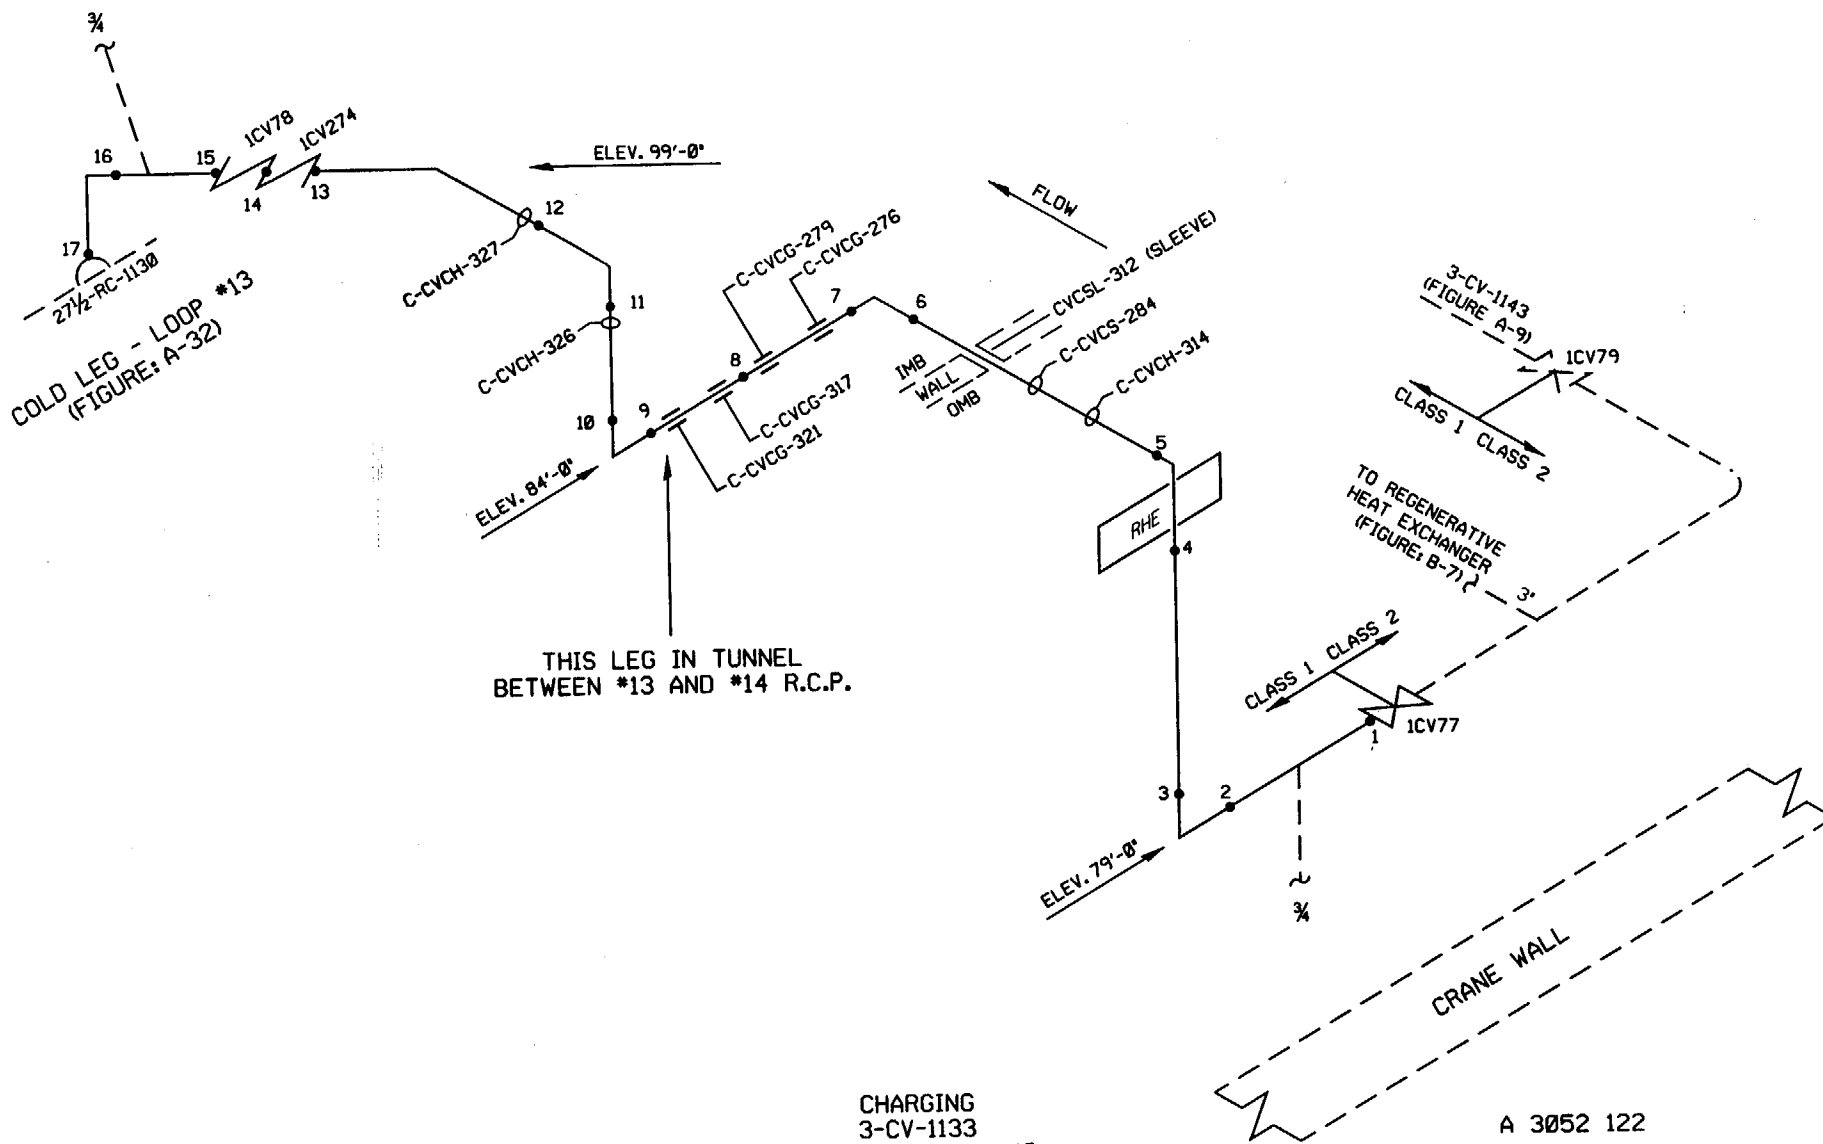 ¾
16
15
1CV78
1CV274
14
13
ELEV. 99'-0"
12
C-CVCH-327
17
27½-RC-1130
COLD LEG - LOOP #13
(FIGURE: A-32)
11
C-CVCH-326
10
9
ELEV. 84'-0"
C-CVCG-279
C-CVCG-276
8
7
C-CVCG-317
C-CVCG-321
6
FLOW
CVCSL-312 (SLEEVE)
C-CVCS-284
C-CVCH-314
IMB
WALL
OMB
5
RHE
4
3-CV-1143
(FIGURE A-9)
1CV79
CLASS 1 CLASS 2
TO REGENERATIVE
HEAT EXCHANGER
(FIGURE: B-7)
3"
THIS LEG IN TUNNEL
BETWEEN #13 AND #14 R.C.P.
CLASS 1 CLASS 2
1CV77
1
2
3
ELEV. 79'-0"
¾
CRANE WALL
CHARGING
3-CV-1133
A 3052 122